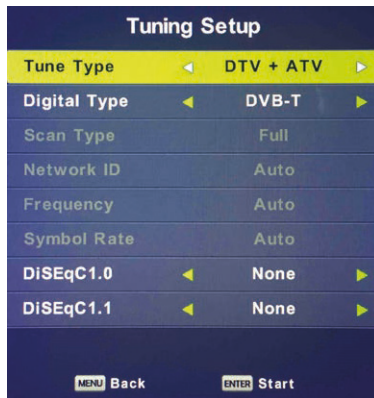 Tuning Setup
Tune Type DTV + ATV
Digital Type DVB-T
Scan Type Full
Network ID Auto
Frequency Auto
Symbol Rate Auto
DiSEqC1.0 None
DiSEqC1.1 None
MENU Back ENTER Start